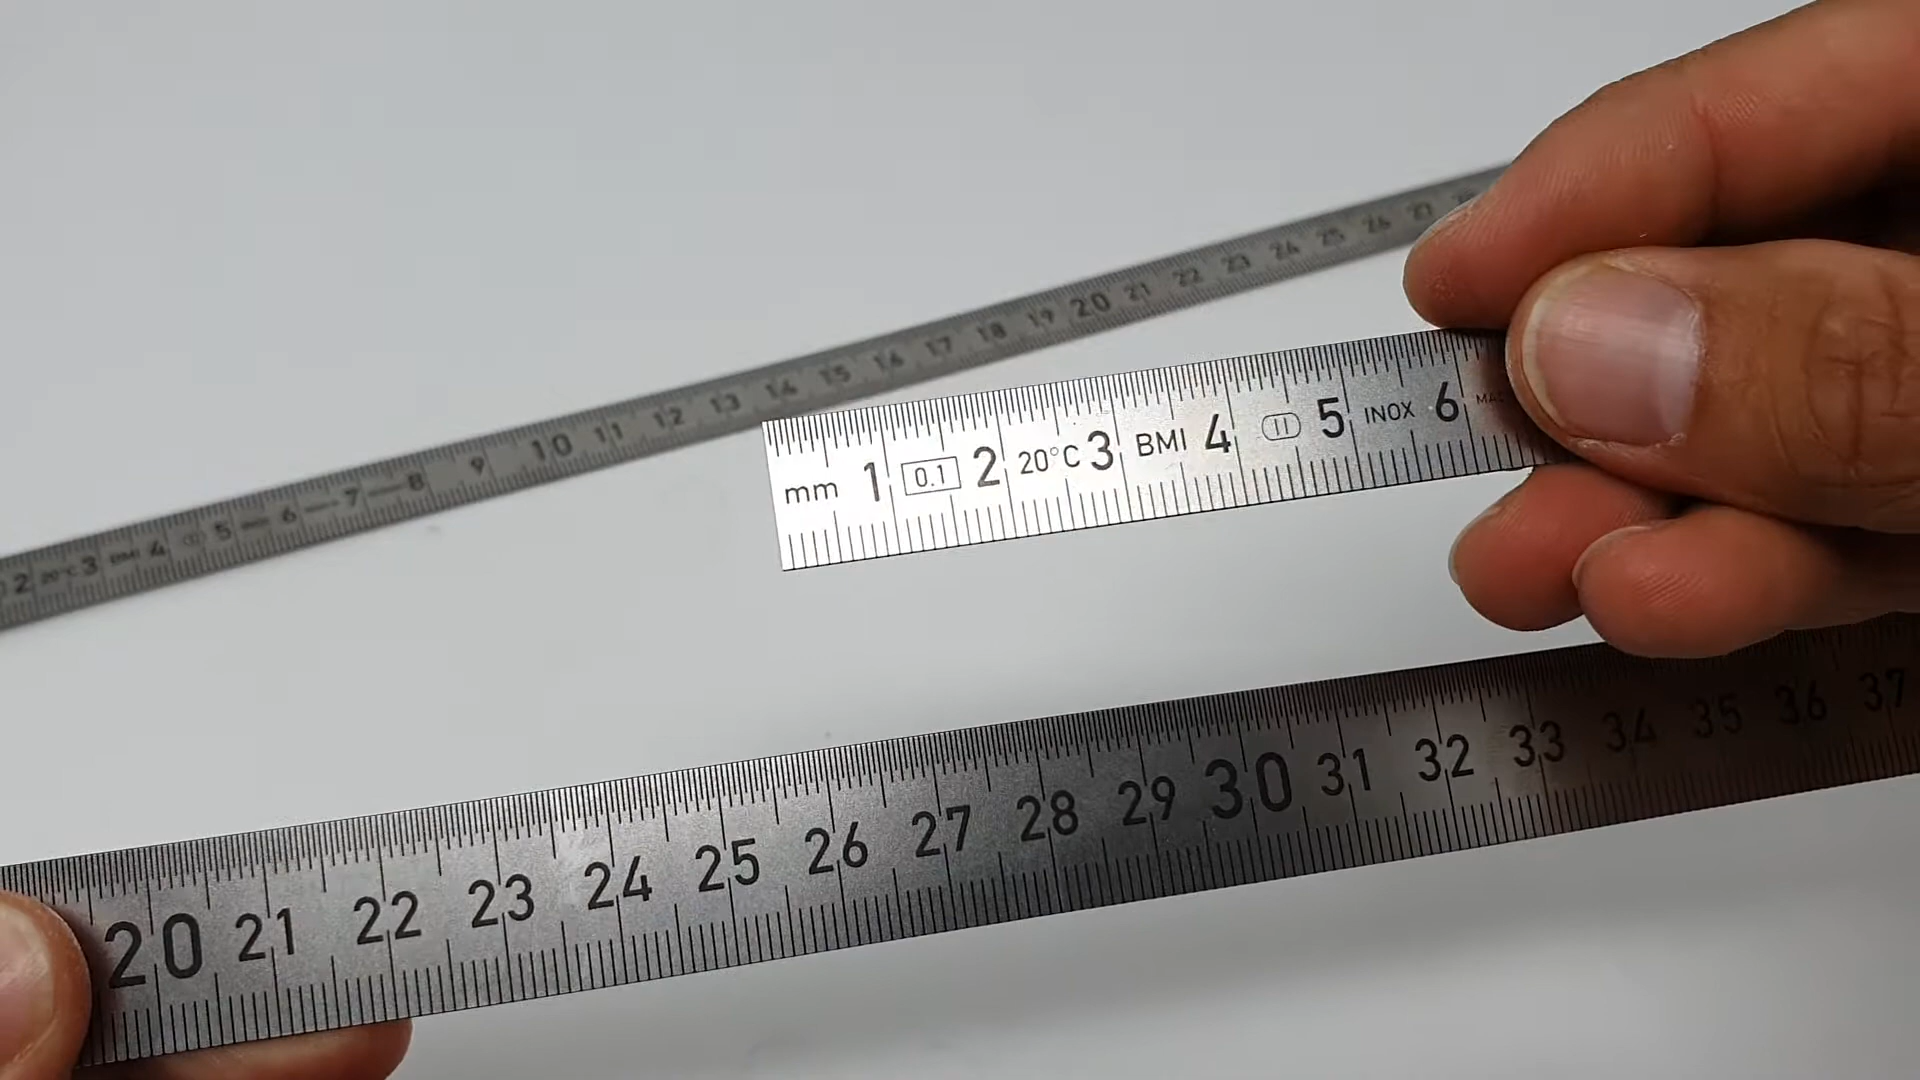 2 20°C 3 BMI 4 5 6 7 8 9 10 11 12 13 14 15 16 17 18 19 20 21 22 23 24 25 26 27
mm 1 0.1 2 20°C 3 BMI 4 II 5 INOX 6
20 21 22 23 24 25 26 27 28 29 30 31 32 33 34 35 36 37